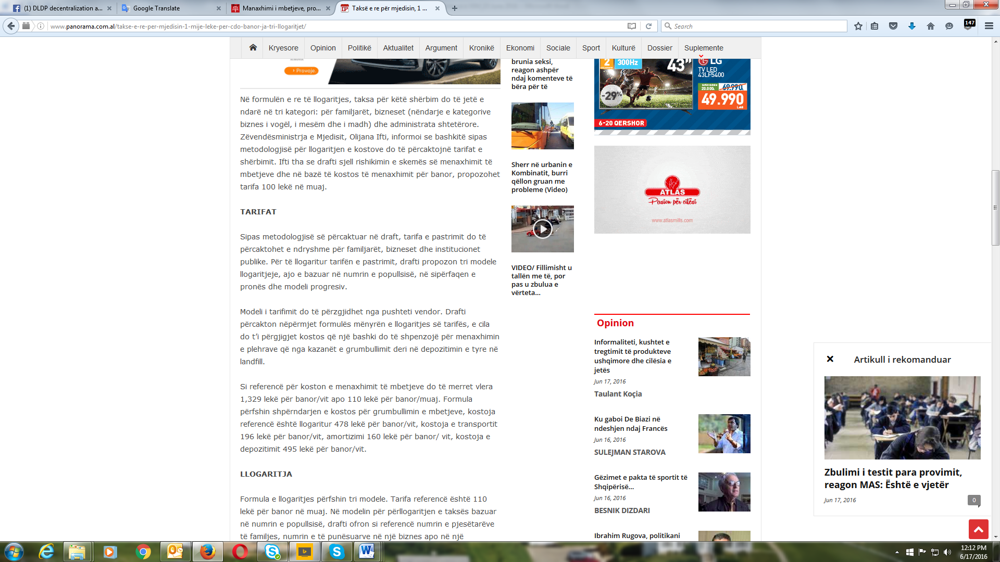 (1) DLDP decentralization a...
Google Translate
Manaxhimi i mbetjeve, pro...
Taksë e re për mjedisin, 1 ...
www.panorama.com.al/takse-e-re-per-mjedisin-1-mije-leke-per-cdo-banor-ja-tri-llogaritjet/
Search
147
Kryesore Opinion Politikë Aktualitet Argument Kronikë Ekonomi Sociale Sport Kulturë Dossier Suplemente
› Provoje.
Në formulën e re të llogaritjes, taksa për këtë shërbim do të jetë e
ndarë në tri kategori: për familjarët, bizneset (nëndarje e kategorive
biznes i vogël, i mesëm dhe i madh) dhe administrata shtetërore.
Zëvendësministrja e Mjedisit, Olijana Ifti, informoi se bashkitë sipas
metodologjisë për llogaritjen e kostove do të përcaktojnë tarifat e
shërbimit. Ifti tha se drafti sjell rishikimin e skemës së menaxhimit të
mbetjeve dhe në bazë të kostos të menaxhimit për banor, propozohet
tarifa 100 lekë në muaj.
TARIFAT
Sipas metodologjisë së përcaktuar në draft, tarifa e pastrimit do të
përcaktohet e ndryshme për familjarët, bizneset dhe institucionet
publike. Për të llogaritur tarifën e pastrimit, drafti propozon tri modele
llogaritjeje, ajo e bazuar në numrin e popullsisë, në sipërfaqen e
pronës dhe modeli progresiv.
Modeli i tarifimit do të përzgjidhet nga pushteti vendor. Drafti
përcakton nëpërmjet formulës mënyrën e llogaritjes së tarifës, e cila
do t'i përgjigjet kostos që një bashki do të shpenzojë për menaxhimin
e plehrave që nga kazanët e grumbullimit deri në depozitimin e tyre në
landfill.
Si referencë për koston e menaxhimit të mbetjeve do të merret vlera
1,329 lekë për banor/vit apo 110 lekë për banor/muaj. Formula
përfshin shpërndarjen e kostos për grumbullimin e mbetjeve, kostoja
referencë është llogaritur 478 lekë për banor/vit, kostoja e transportit
196 lekë për banor/vit, amortizimi 160 lekë për banor/ vit, kostoja e
depozitimit 495 lekë për banor/vit.
LLOGARITJA
Formula e llogaritjes përfshin tri modele. Tarifa referencë është 110
lekë për banor në muaj. Në modelin për përllogaritjen e taksës bazuar
në numrin e popullsisë, drafti ofron si referencë numrin e pjesëtarëve
të familjes, numrin e të punësuarve në një biznes apo në një
brunia seksi,
reagon ashpër
ndaj komenteve të
bëra për të
Sherr në urbanin e
Kombinatit, burri
qëllon gruan me
probleme (Video)
VIDEO/ Fillimisht u
tallën me të, por
pas u zbulua e
vërteta...
2
300Hz
43"
LG
TV LED
43LF5400
-29%
20.000
69.990
49.990
Lekë
6-20 QERSHOR
ATLAS
Pasion për cilësi
www.atlasmills.com
Opinion
Informaliteti, kushtet e
tregtimit të produkteve
ushqimore dhe cilësia e
jetës
Jun 17, 2016
Taulant Koçia
Ku gaboi De Biazi në
ndeshjen ndaj Francës
Jun 16, 2016
SULEJMAN STAROVA
Gëzimet e pakta të sportit të
Shqipërisë...
Jun 16, 2016
BESNIK DIZDARI
Ibrahim Rugova, politikani
Artikull i rekomanduar
Zbulimi i testit para provimit,
reagon MAS: Është e vjetër
Jun 17, 2016
0
12:12 PM
6/17/2016